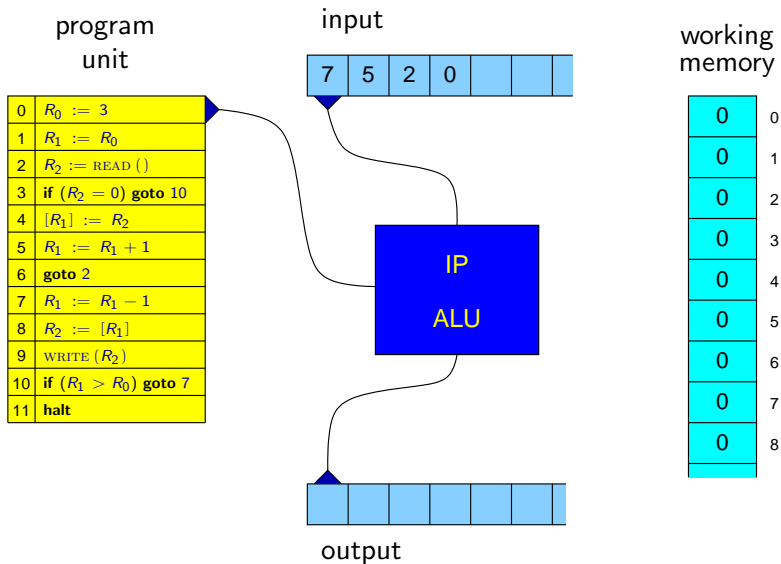 program
unit
0 R0 := 3
1 R1 := R0
2 R2 := READ ()
3 if (R2 = 0) goto 10
4 [R1] := R2
5 R1 := R1 + 1
6 goto 2
7 R1 := R1 − 1
8 R2 := [R1]
9 WRITE (R2)
10 if (R1 > R0) goto 7
11 halt
input
7 5 2 0
IP
ALU
output
working
memory
0 0
0 1
0 2
0 3
0 4
0 5
0 6
0 7
0 8